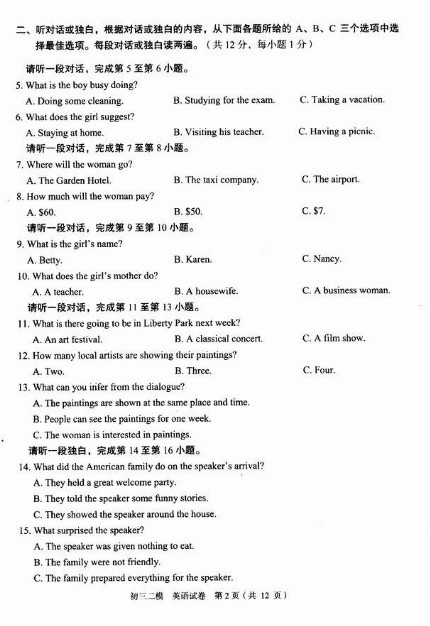 二、听对话或独白，根据对话或独白的内容，从下面各题所给的 A、B、C 三个选项中选
择最佳选项。每段对话或独白读两遍。（共 12 分，每小题 1 分）
请听一段对话，完成第 5 至第 6 小题。
5. What is the boy busy doing?
A. Doing some cleaning. B. Studying for the exam. C. Taking a vacation.
6. What does the girl suggest?
A. Staying at home. B. Visiting his teacher. C. Having a picnic.
请听一段对话，完成第 7 至第 8 小题。
7. Where will the woman go?
A. The Garden Hotel. B. The taxi company. C. The airport.
8. How much will the woman pay?
A. $60. B. $50. C. $7.
请听一段对话，完成第 9 至第 10 小题。
9. What is the girl's name?
A. Betty. B. Karen. C. Nancy.
10. What does the girl's mother do?
A. A teacher. B. A housewife. C. A business woman.
请听一段对话，完成第 11 至第 13 小题。
11. What is there going to be in Liberty Park next week?
A. An art festival. B. A classical concert. C. A film show.
12. How many local artists are showing their paintings?
A. Two. B. Three. C. Four.
13. What can you infer from the dialogue?
A. The paintings are shown at the same place and time.
B. People can see the paintings for one week.
C. The woman is interested in paintings.
请听一段独白，完成第 14 至第 16 小题。
14. What did the American family do on the speaker's arrival?
A. They held a great welcome party.
B. They told the speaker some funny stories.
C. They showed the speaker around the house.
15. What surprised the speaker?
A. The speaker was given nothing to eat.
B. The family were not friendly.
C. The family prepared everything for the speaker.
初三二模 英语试卷 第 2 页（共 12 页）